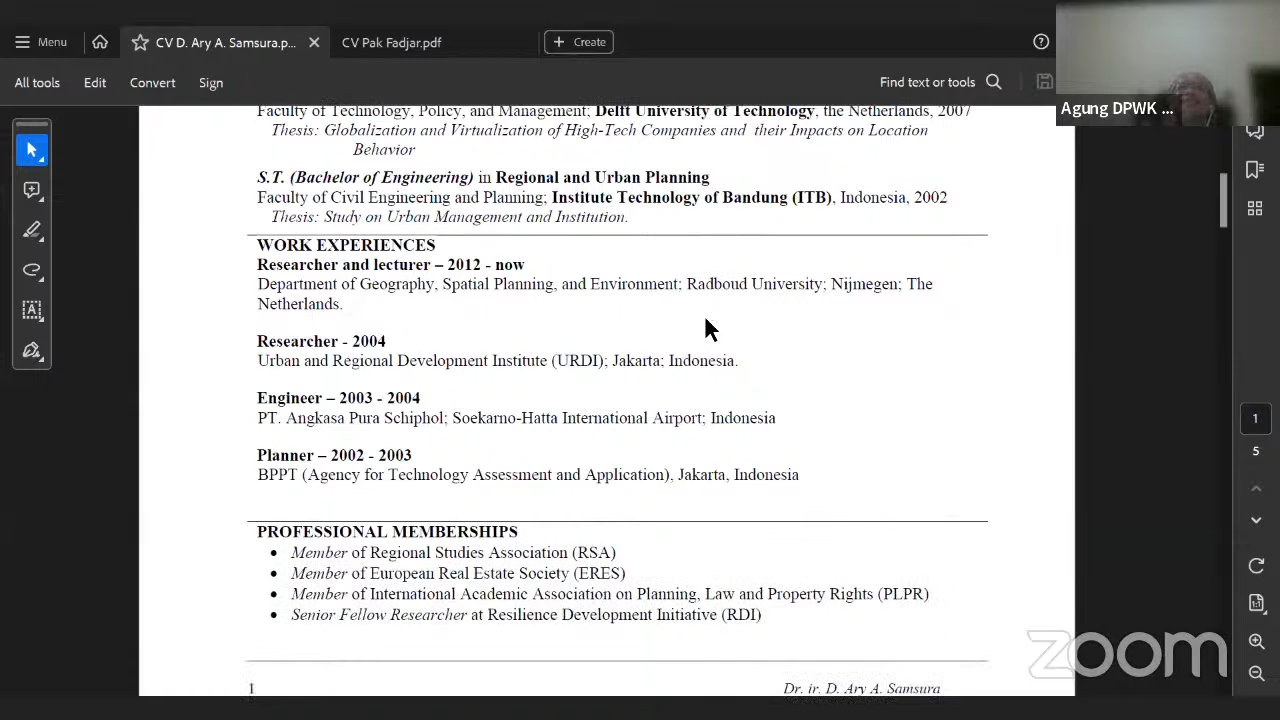 Menu
CV D. Ary A. Samsura.p...
CV Pak Fadjar.pdf
Create
All tools
Edit
Convert
Sign
Find text or tools
Agung DPWK ...
Faculty of Technology, Policy, and Management; Delft University of Technology, the Netherlands, 2007
Thesis: Globalization and Virtualization of High-Tech Companies and their Impacts on Location
Behavior
S.T. (Bachelor of Engineering) in Regional and Urban Planning
Faculty of Civil Engineering and Planning; Institute Technology of Bandung (ITB), Indonesia, 2002
Thesis: Study on Urban Management and Institution.
WORK EXPERIENCES
Researcher and lecturer – 2012 - now
Department of Geography, Spatial Planning, and Environment; Radboud University; Nijmegen; The
Netherlands.
Researcher - 2004
Urban and Regional Development Institute (URDI); Jakarta; Indonesia.
Engineer – 2003 - 2004
PT. Angkasa Pura Schiphol; Soekarno-Hatta International Airport; Indonesia
Planner – 2002 - 2003
BPPT (Agency for Technology Assessment and Application), Jakarta, Indonesia
PROFESSIONAL MEMBERSHIPS
• Member of Regional Studies Association (RSA)
• Member of European Real Estate Society (ERES)
• Member of International Academic Association on Planning, Law and Property Rights (PLPR)
• Senior Fellow Researcher at Resilience Development Initiative (RDI)
1
Dr. ir. D. Ary A. Samsura
1
5
zoom